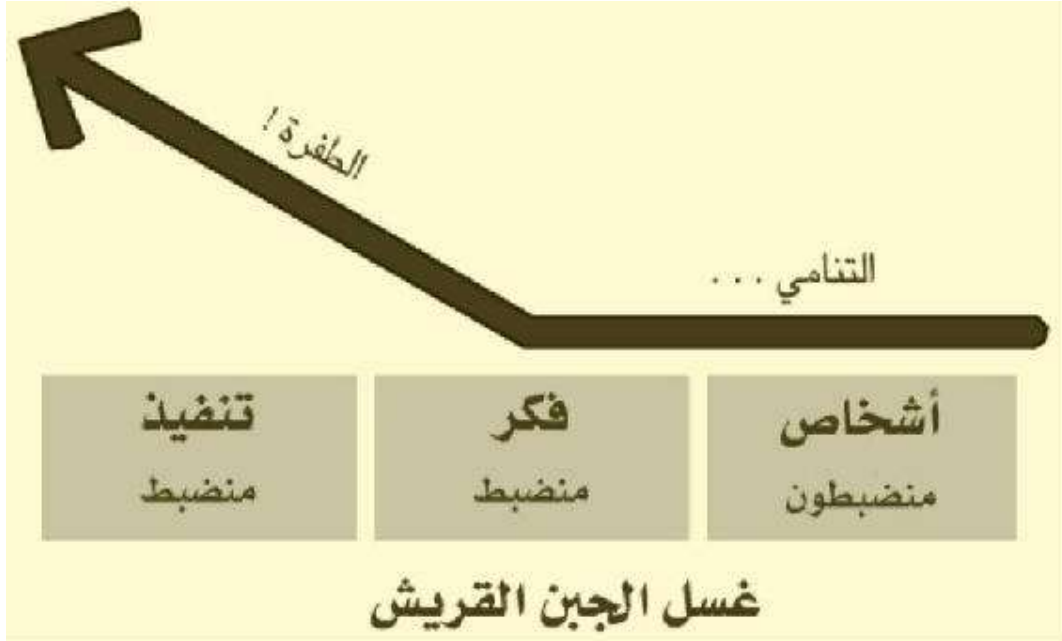 الطفرة !
التنامي . . .
أشخاص
منضبطون
فكر
منضبط
تنفيذ
منضبط
غسل الجبن القريش